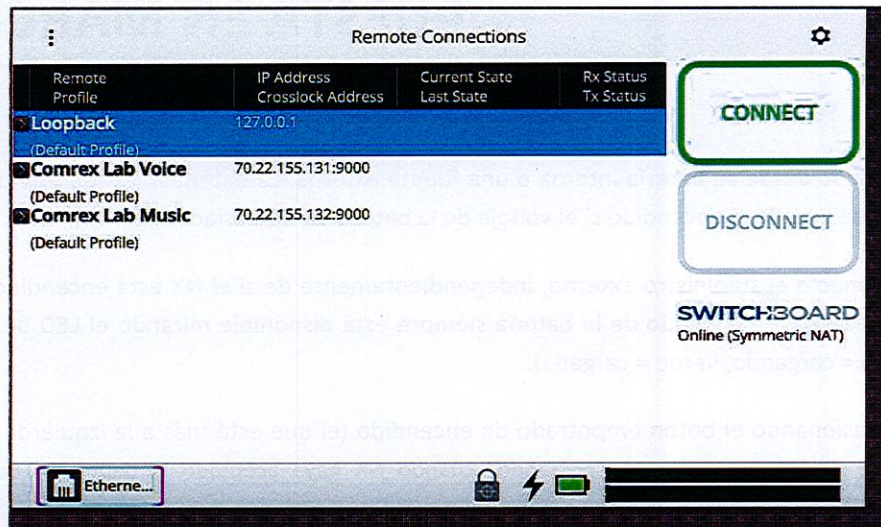 Remote Connections
Remote IP Address Current State Rx Status
Profile Crosslock Address Last State Tx Status
Loopback 127.0.0.1
(Default Profile)
Comrex Lab Voice 70.22.155.131:9000
(Default Profile)
Comrex Lab Music 70.22.155.132:9000
(Default Profile)
CONNECT
DISCONNECT
SWITCHBOARD
Online (Symmetric NAT)
Etherne...